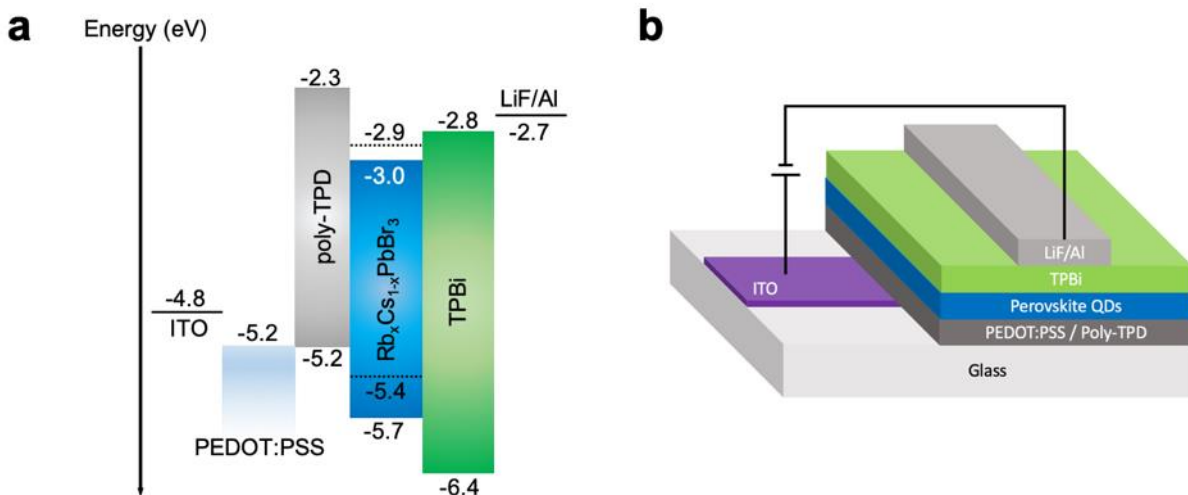 a
Energy (eV)
-2.3
LiF/Al
-2.9
-2.8
-2.7
-3.0
poly-TPD
RbₓCs₁₋ₓPbBr₃
TPBi
-4.8
ITO
-5.2
-5.2
-5.4
-5.7
PEDOT:PSS
-6.4
b
LiF/Al
TPBi
ITO
Perovskite QDs
PEDOT:PSS / Poly-TPD
Glass